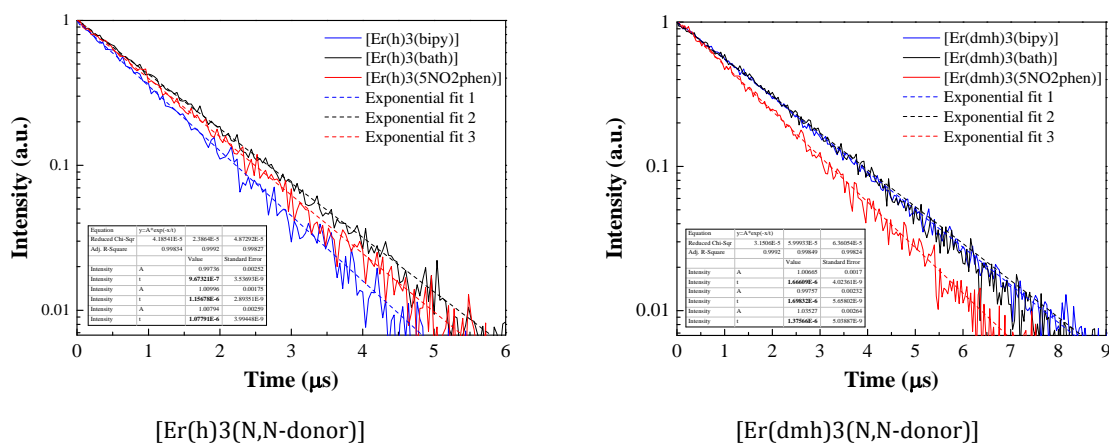 1
0.1
0.01
Intensity (a.u.)
[Er(h)3(bipy)]
[Er(h)3(bath)]
[Er(h)3(5NO2phen)]
Exponential fit 1
Exponential fit 2
Exponential fit 3
Equation y=A*exp(-x/t)
Reduced Chi-Sqr 4.18541E-5 2.3864E-5 4.87292E-5
Adj. R-Square 0.99834 0.9992 0.99827
Value Standard Error
Intensity A 0.99736 0.00252
Intensity t 9.67321E-7 3.53693E-9
Intensity A 1.00996 0.00175
Intensity t 1.15678E-6 2.89351E-9
Intensity A 1.00794 0.00259
Intensity t 1.07791E-6 3.99448E-9
0 1 2 3 4 5 6
Time (µs)
[Er(h)3(N,N-donor)]
1
0.1
0.01
Intensity (a.u.)
[Er(dmh)3(bipy)]
[Er(dmh)3(bath)]
[Er(dmh)3(5NO2phen)]
Exponential fit 1
Exponential fit 2
Exponential fit 3
Equation y=A*exp(-x/t)
Reduced Chi-Sqr 3.1506E-5 5.99933E-5 6.36054E-5
Adj. R-Square 0.9992 0.99849 0.99824
Value Standard Error
Intensity A 1.00665 0.0017
Intensity t 1.66609E-6 4.02361E-9
Intensity A 0.99757 0.00232
Intensity t 1.69832E-6 5.65802E-9
Intensity A 1.03527 0.00264
Intensity t 1.37566E-6 5.03887E-9
0 1 2 3 4 5 6 7 8 9
Time (µs)
[Er(dmh)3(N,N-donor)]